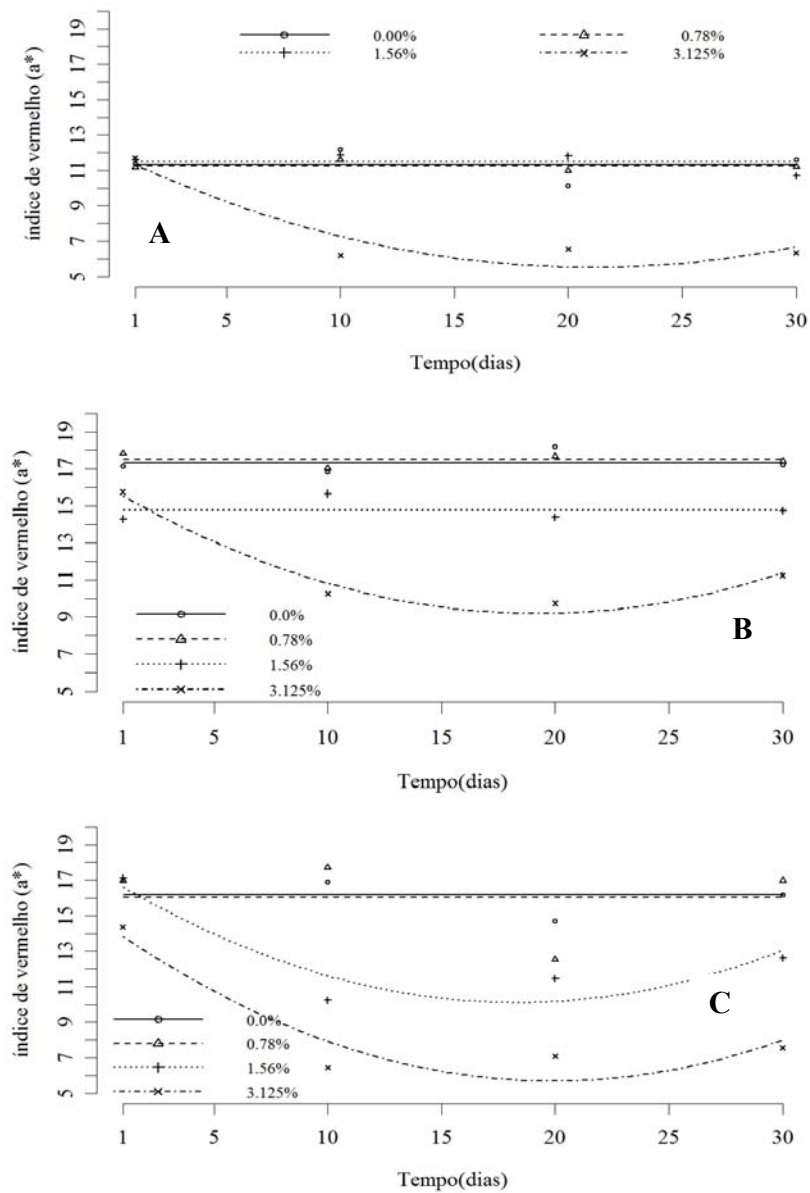 0.00% 0.78%
1.56% 3.125%
índice de vermelho (a*)
19
17
15
13
11
9
7
5
A
1 5 10 15 20 25 30
Tempo(dias)
índice de vermelho (a*)
19
17
15
13
11
9
7
5
0.0%
0.78%
1.56%
3.125%
B
1 5 10 15 20 25 30
Tempo(dias)
índice de vermelho (a*)
19
17
15
13
11
9
7
5
C
0.0%
0.78%
1.56%
3.125%
1 5 10 15 20 25 30
Tempo(dias)